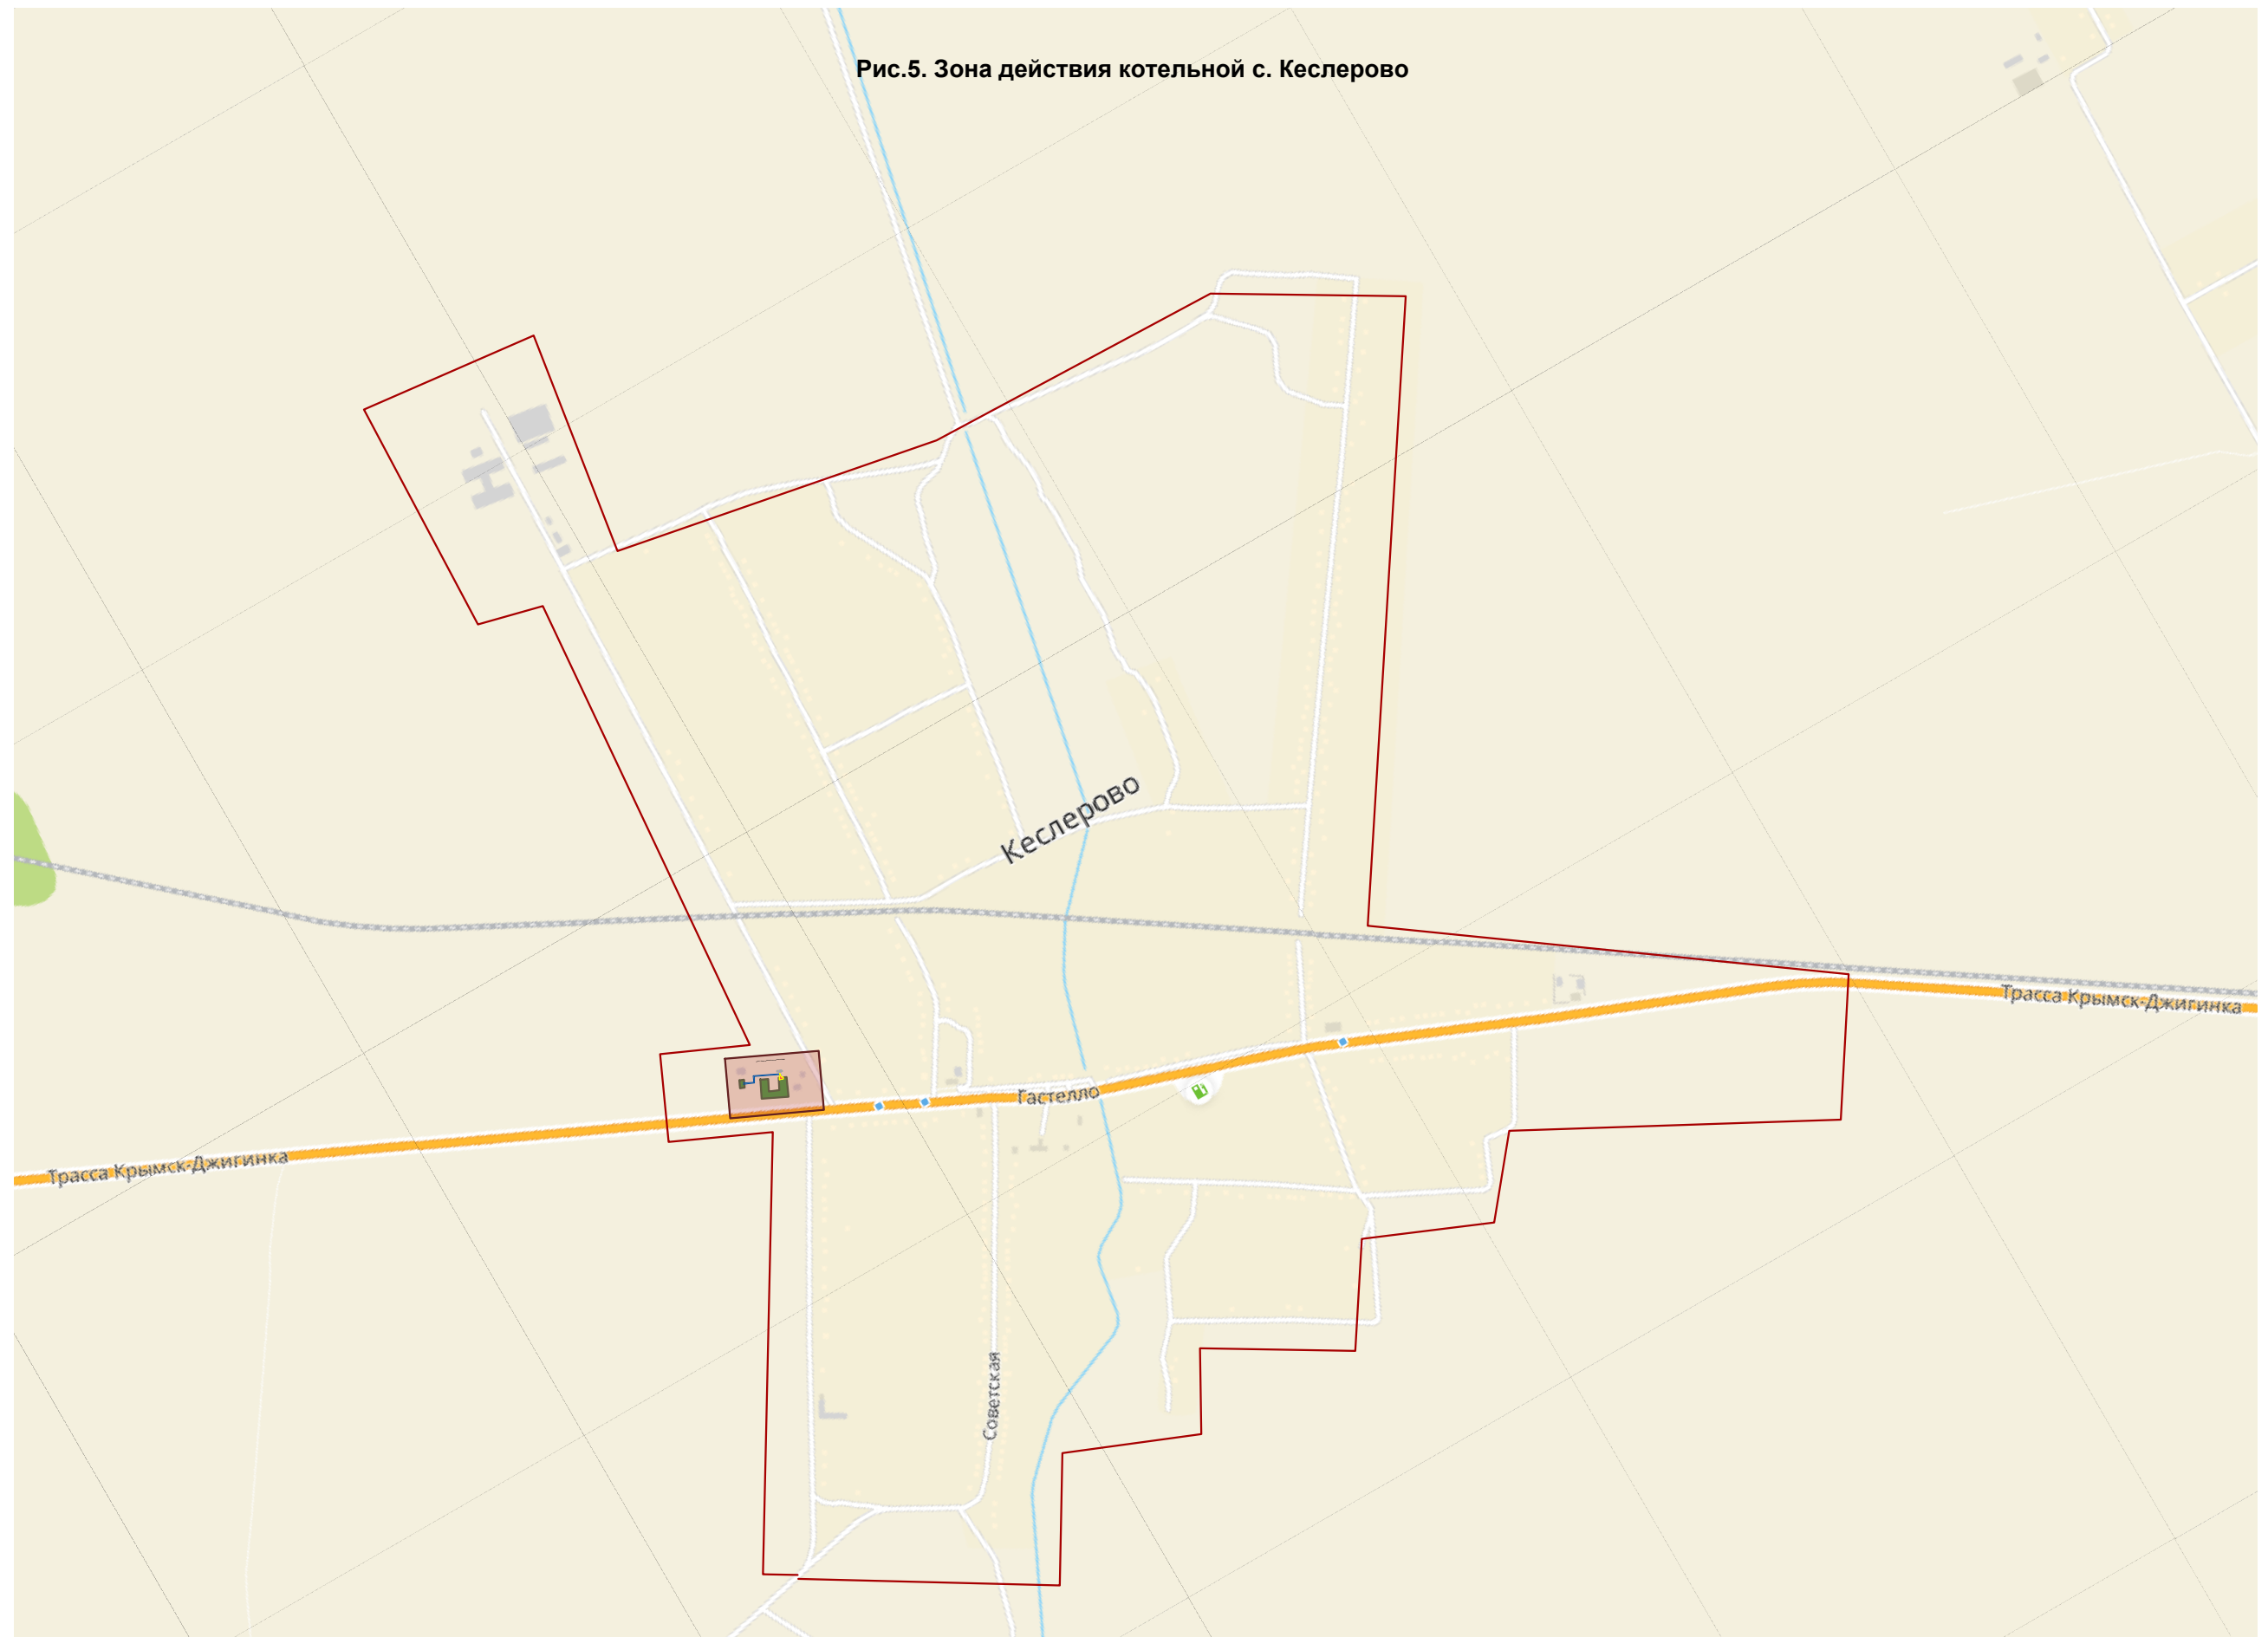 Рис.5. Зона действия котельной с. Кеслерово
Кеслерово
Трасса Крымск-Джигинка
Гастелло
Трасса Крымск-Джигинка
Советская